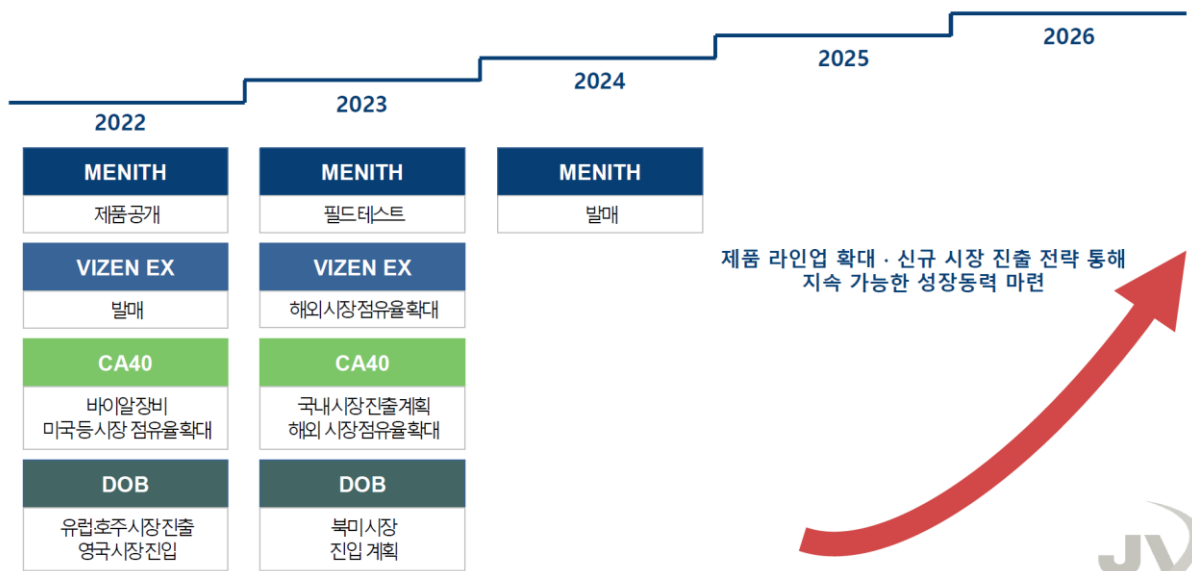 2022
2023
2024
2025
2026
MENITH
제품공개
VIZEN EX
발매
CA40
바이알장비
미국등시장 점유율확대
DOB
유럽호주시장진출
영국시장진입
MENITH
필드테스트
VIZEN EX
해외시장점유율확대
CA40
국내시장진출계획
해외 시장점유율확대
DOB
북미시장
진입 계획
MENITH
발매
제품 라인업 확대 · 신규 시장 진출 전략 통해
지속 가능한 성장동력 마련
JV